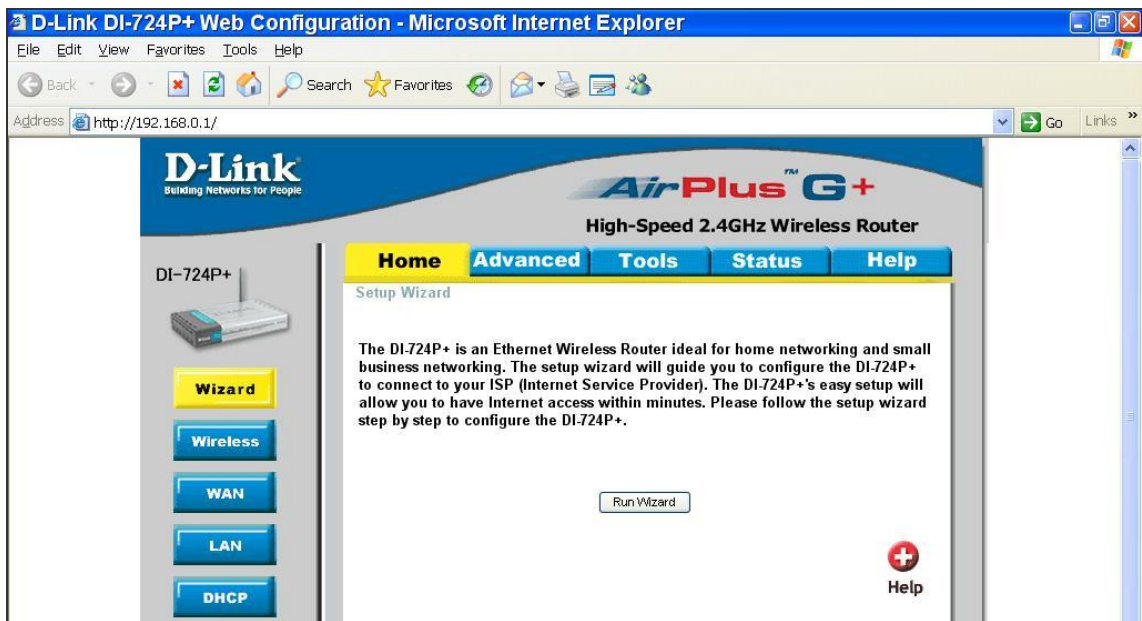 D-Link DI-724P+ Web Configuration - Microsoft Internet Explorer
File Edit View Favorites Tools Help
Back Search Favorites
Address http://192.168.0.1/ Go Links »
D-Link
Building Networks for People
AirPlus™ G+
High-Speed 2.4GHz Wireless Router
DI-724P+
Home Advanced Tools Status Help
Setup Wizard
The DI-724P+ is an Ethernet Wireless Router ideal for home networking and small
business networking. The setup wizard will guide you to configure the DI-724P+
to connect to your ISP (Internet Service Provider). The DI-724P+'s easy setup will
allow you to have Internet access within minutes. Please follow the setup wizard
step by step to configure the DI-724P+.
Wizard
Wireless
WAN
LAN
DHCP
Run Wizard
Help